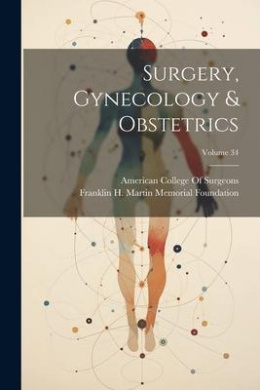 Surgery,
Gynecology &
Obstetrics
Volume 34
American College Of Surgeons
Franklin H. Martin Memorial Foundation